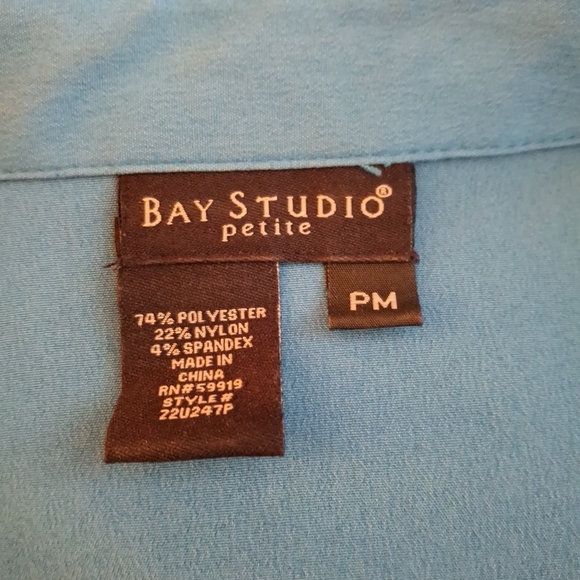 BAY STUDIO®
petite
PM
74% POLYESTER
22% NYLON
4% SPANDEX
MADE IN
CHINA
RN#59919
STYLE#
22U247P